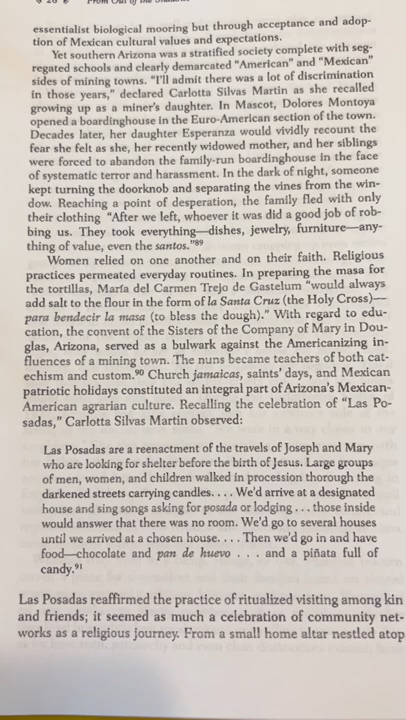 essentialist biological mooring but through acceptance and adop-
tion of Mexican cultural values and expectations.
Yet southern Arizona was a stratified society complete with seg-
regated schools and clearly demarcated "American" and "Mexican"
sides of mining towns. "I'll admit there was a lot of discrimination
in those years," declared Carlotta Silvas Martin as she recalled
growing up as a miner's daughter. In Mascot, Dolores Montoya
opened a boardinghouse in the Euro-American section of the town.
Decades later, her daughter Esperanza would vividly recount the
fear she felt as she, her recently widowed mother, and her siblings
were forced to abandon the family-run boardinghouse in the face
of systematic terror and harassment. In the dark of night, someone
kept turning the doorknob and separating the vines from the win-
dow. Reaching a point of desperation, the family fled with only
their clothing "After we left, whoever it was did a good job of rob-
bing us. They took everything—dishes, jewelry, furniture—any-
thing of value, even the santos."89
Women relied on one another and on their faith. Religious
practices permeated everyday routines. In preparing the masa for
the tortillas, María del Carmen Trejo de Gastelum "would always
add salt to the flour in the form of la Santa Cruz (the Holy Cross)—
para bendecir la masa (to bless the dough)." With regard to edu-
cation, the convent of the Sisters of the Company of Mary in Dou-
glas, Arizona, served as a bulwark against the Americanizing in-
fluences of a mining town. The nuns became teachers of both cat-
echism and custom.90 Church jamaicas, saints' days, and Mexican
patriotic holidays constituted an integral part of Arizona's Mexican-
American agrarian culture. Recalling the celebration of "Las Po-
sadas," Carlotta Silvas Martin observed:
Las Posadas are a reenactment of the travels of Joseph and Mary
who are looking for shelter before the birth of Jesus. Large groups
of men, women, and children walked in procession thorough the
darkened streets carrying candles. . . . We'd arrive at a designated
house and sing songs asking for posada or lodging . . . those inside
would answer that there was no room. We'd go to several houses
until we arrived at a chosen house. . . . Then we'd go in and have
food—chocolate and pan de huevo . . . and a piñata full of
candy.91
Las Posadas reaffirmed the practice of ritualized visiting among kin
and friends; it seemed as much a celebration of community net-
works as a religious journey. From a small home altar nestled atop